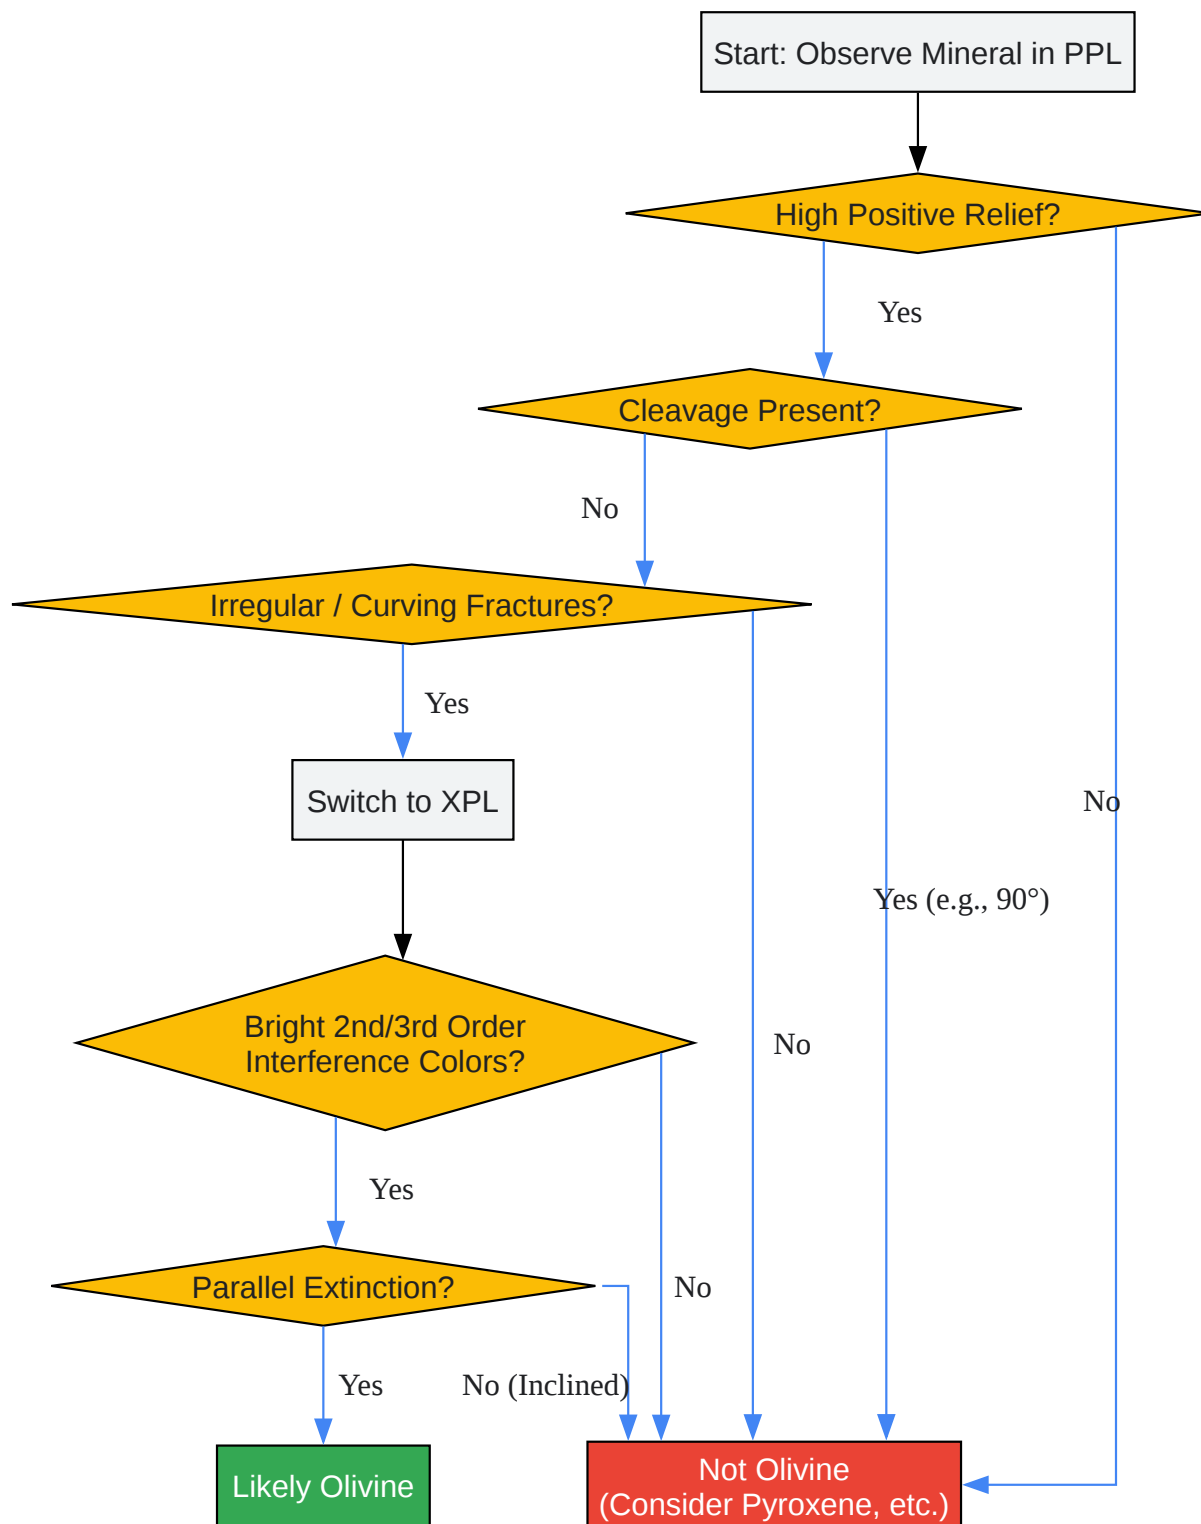 Start: Observe Mineral in PPL
High Positive Relief?
Yes
Cleavage Present?
No
Irregular / Curving Fractures?
Yes
Switch to XPL
No
Yes (e.g., 90°)
Bright 2nd/3rd Order
Interference Colors?
No
Yes
Parallel Extinction?
No
Yes
No (Inclined)
Likely Olivine
Not Olivine
(Consider Pyroxene, etc.)